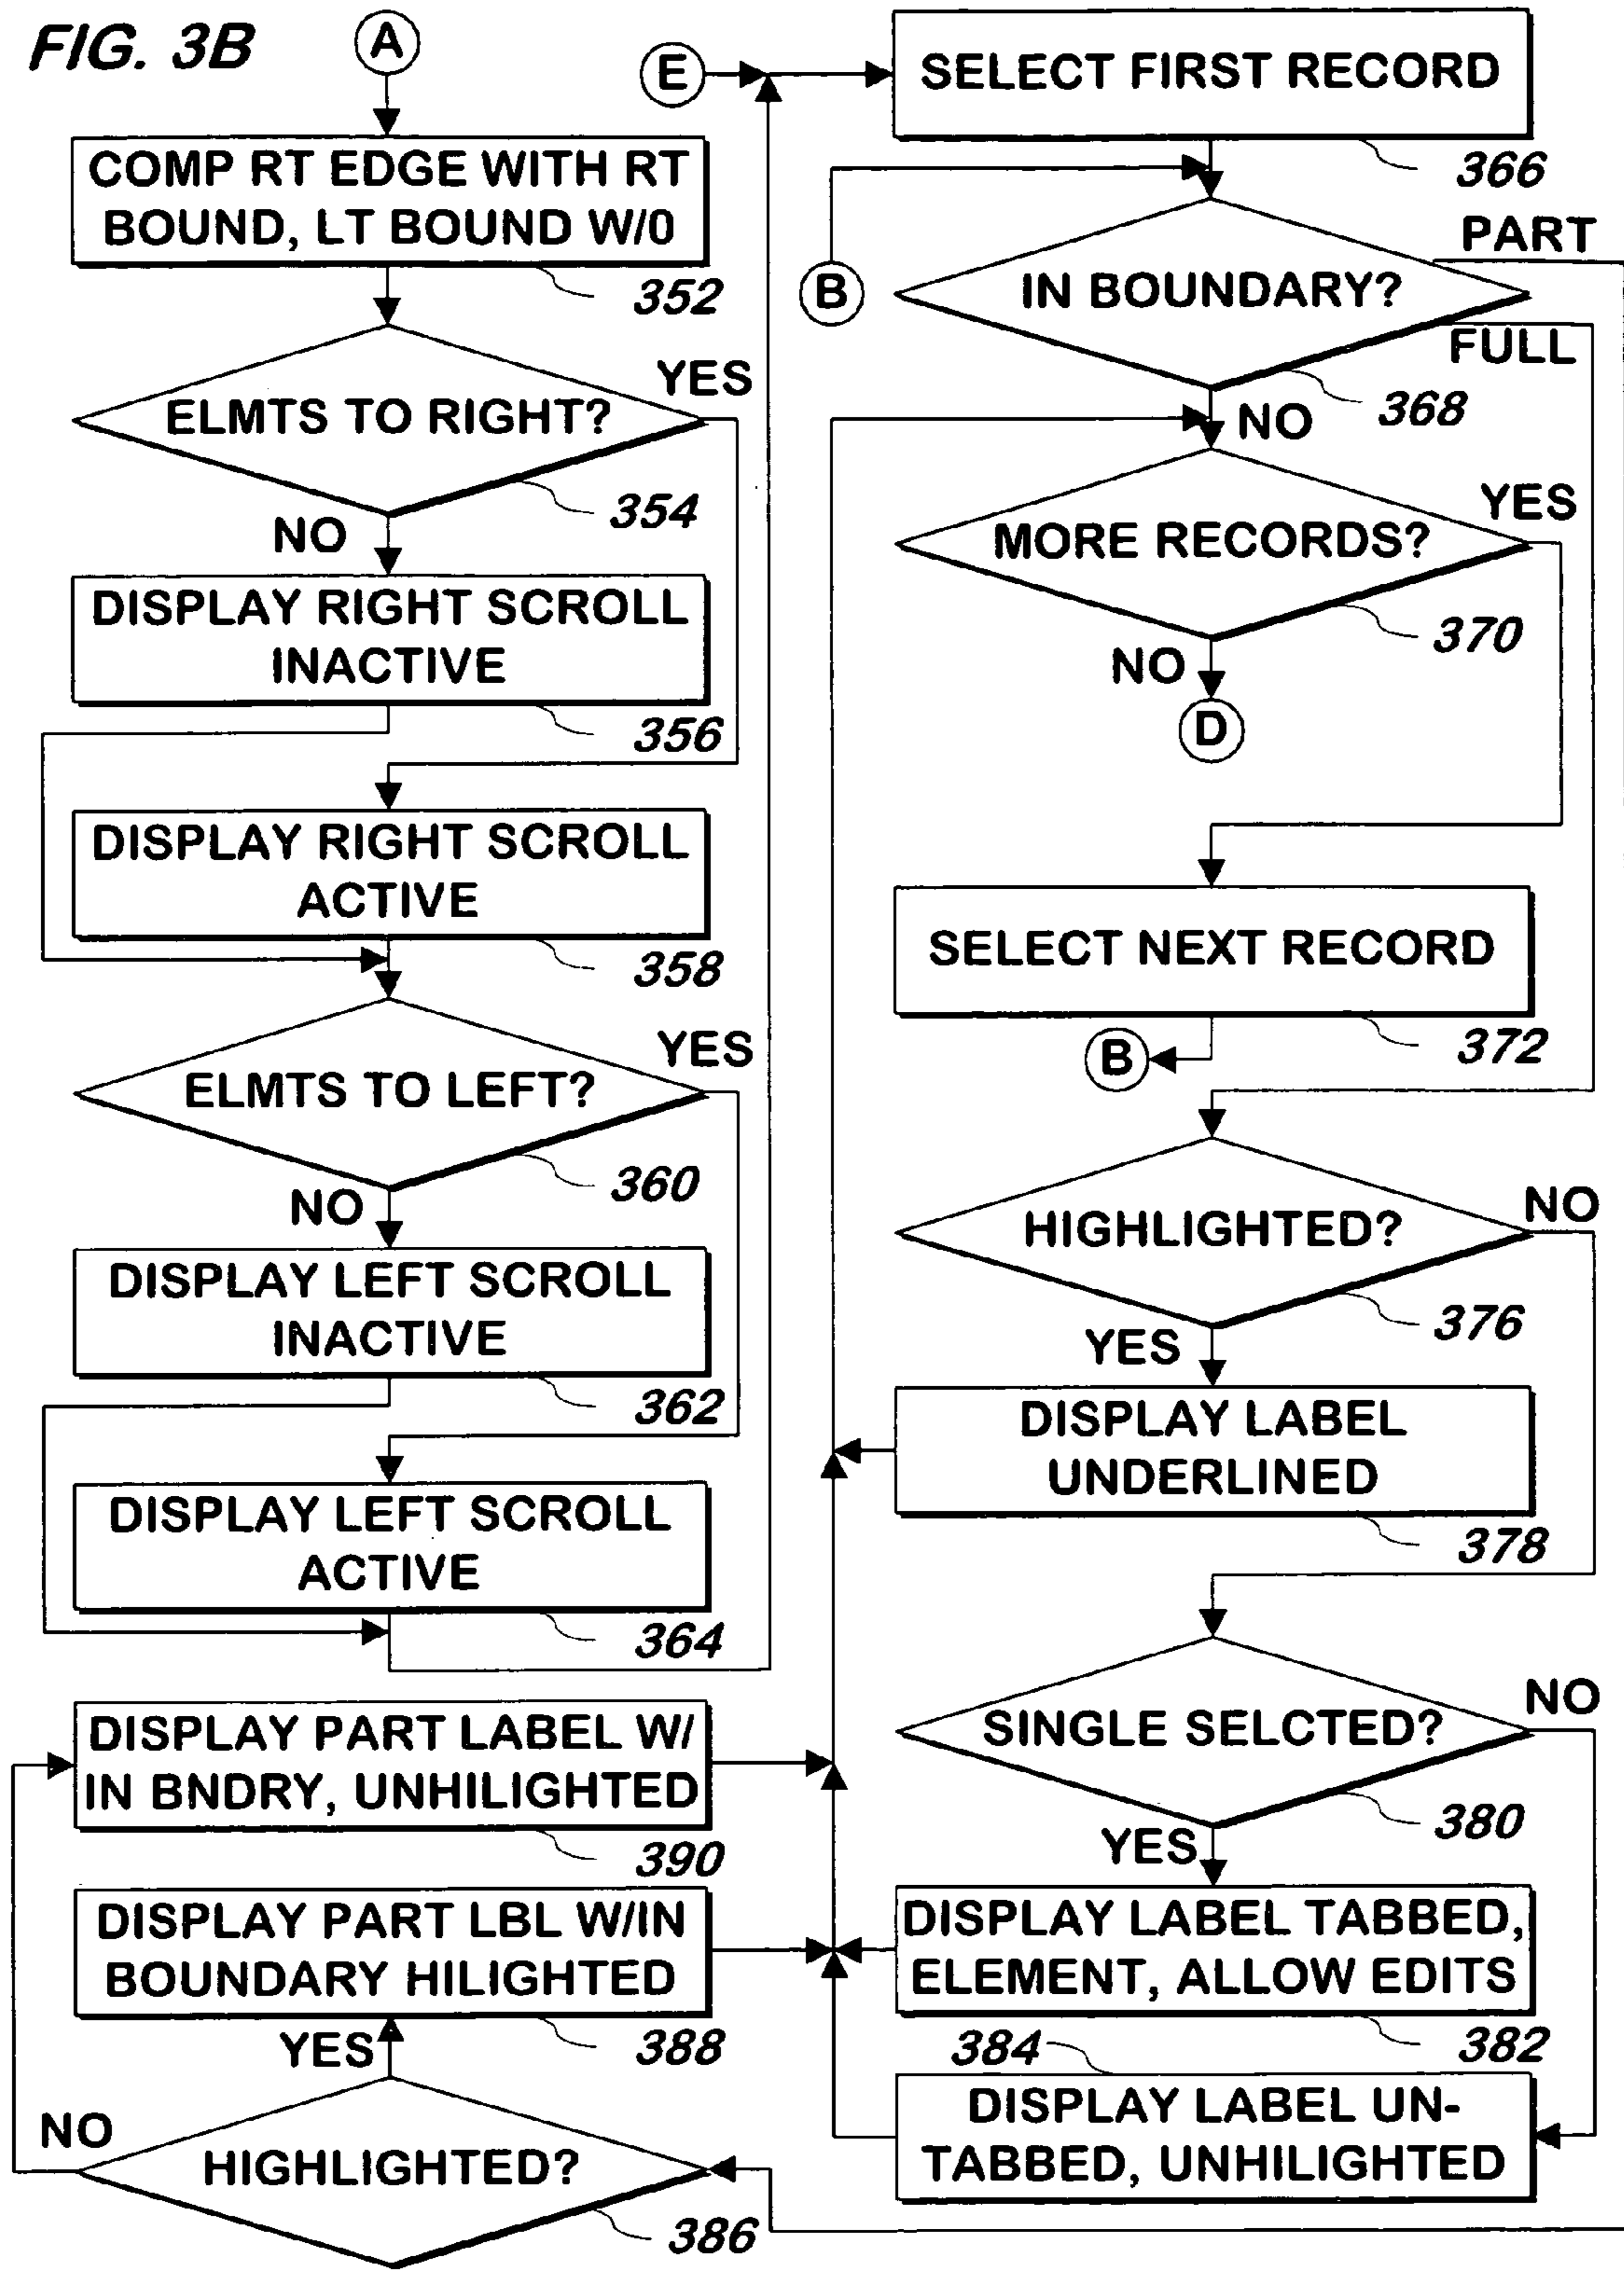 FIG. 3B
A
COMP RT EDGE WITH RT
BOUND, LT BOUND W/0
352
ELMTS TO RIGHT?
YES
354
NO
DISPLAY RIGHT SCROLL
INACTIVE
356
DISPLAY RIGHT SCROLL
ACTIVE
358
ELMTS TO LEFT?
YES
360
NO
DISPLAY LEFT SCROLL
INACTIVE
362
DISPLAY LEFT SCROLL
ACTIVE
364
E
SELECT FIRST RECORD
366
B
IN BOUNDARY?
PART
FULL
368
NO
MORE RECORDS?
YES
370
NO
D
SELECT NEXT RECORD
372
B
HIGHLIGHTED?
NO
376
YES
DISPLAY LABEL
UNDERLINED
378
SINGLE SELCTED?
NO
380
YES
DISPLAY LABEL TABBED,
ELEMENT, ALLOW EDITS
382
384
DISPLAY LABEL UN-
TABBED, UNHILIGHTED
DISPLAY PART LABEL W/
IN BNDRY, UNHILIGHTED
390
DISPLAY PART LBL W/IN
BOUNDARY HILIGHTED
388
YES
NO
HIGHLIGHTED?
386